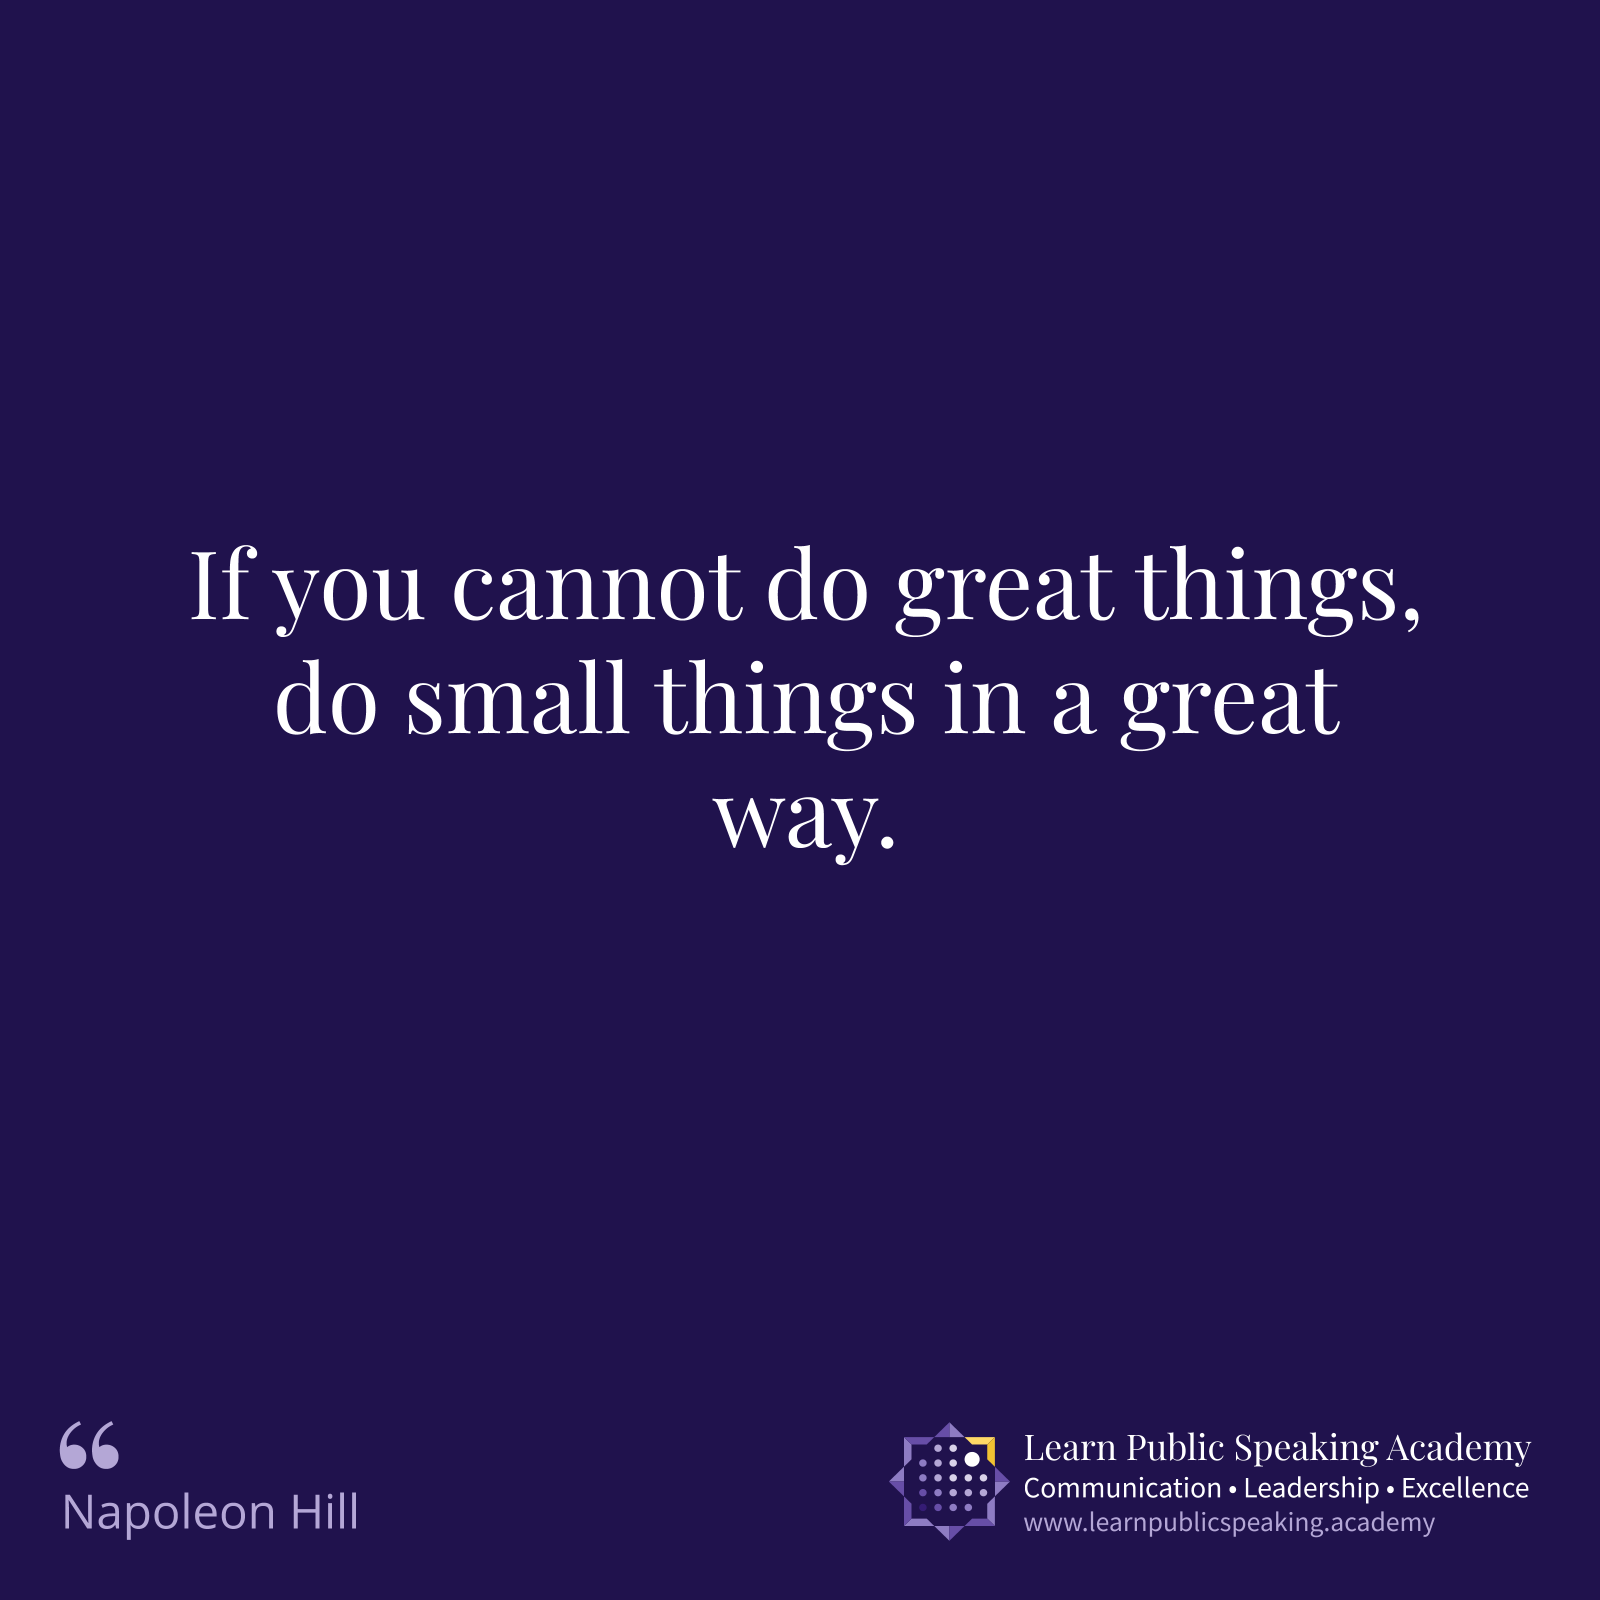 If you cannot do great things,
do small things in a great
way.
“
Napoleon Hill
Learn Public Speaking Academy
Communication • Leadership • Excellence
www.learnpublicspeaking.academy